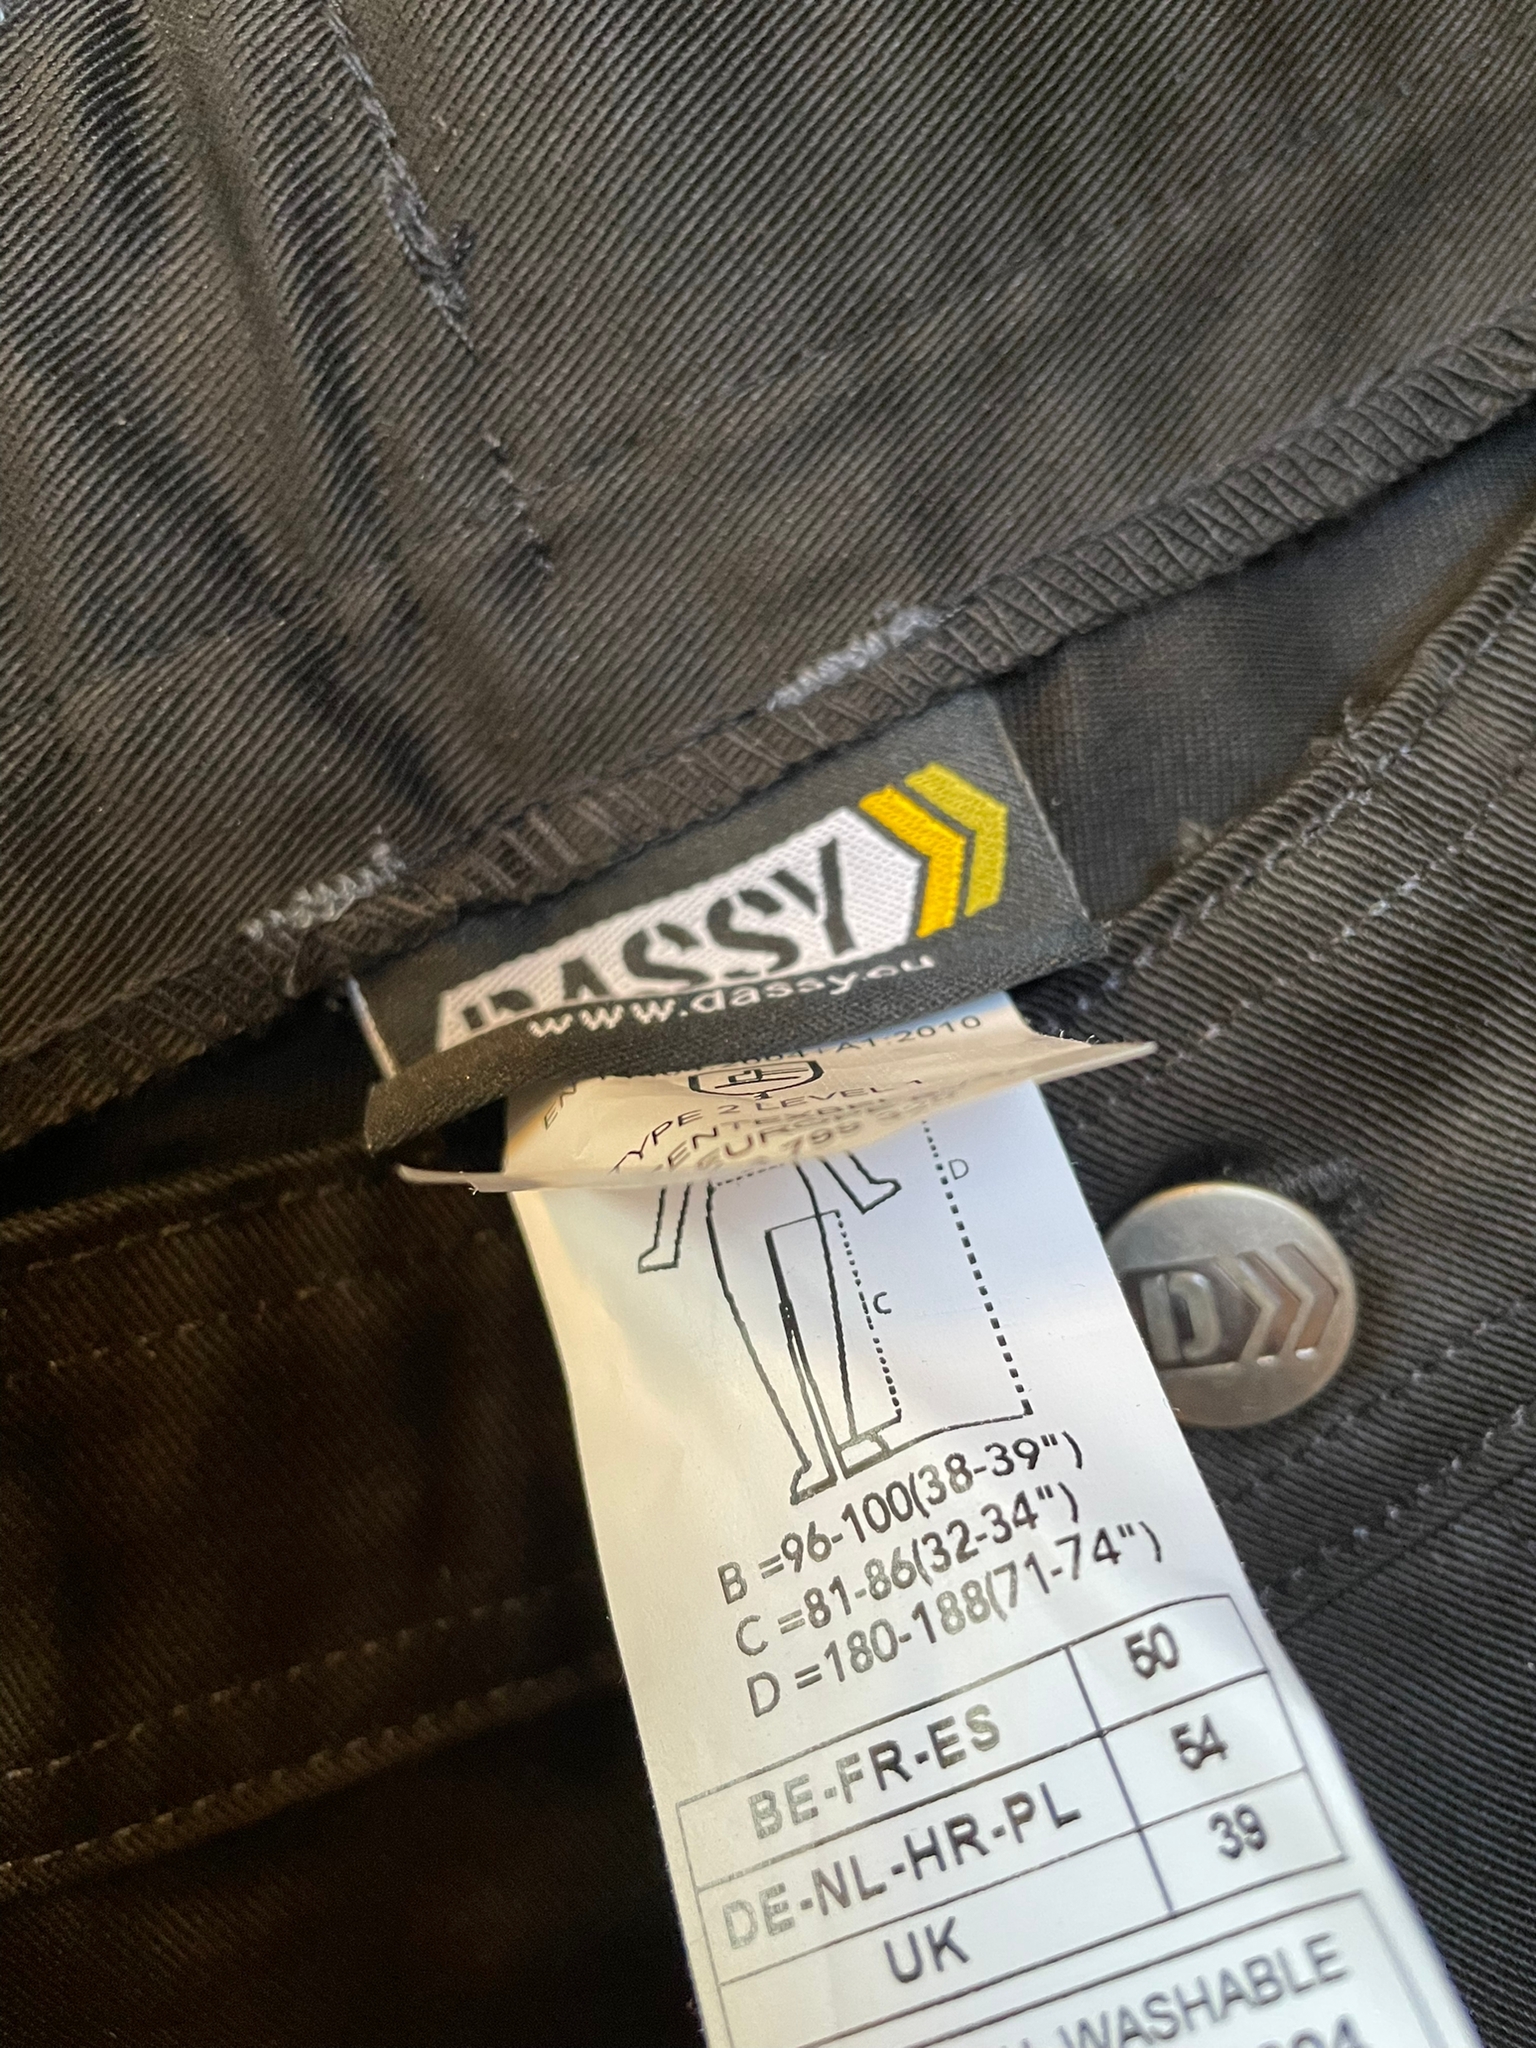 DASSY
www.dassy.eu
A1:2010
TYPE 2 LEVEL 1
D
C
B =96-100(38-39")
C =81-86(32-34")
D =180-188(71-74")
BE-FR-ES 50
DE-NL-HR-PL 54
UK 39
WASHABLE
D